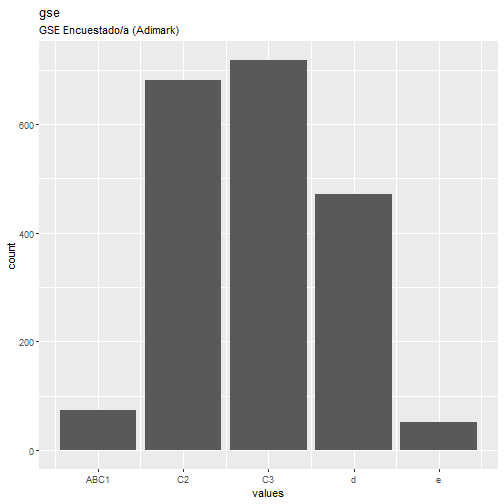 gse
GSE Encuestado/a (Adimark)
count
600
400
200
0
ABC1 C2 C3 d e
values